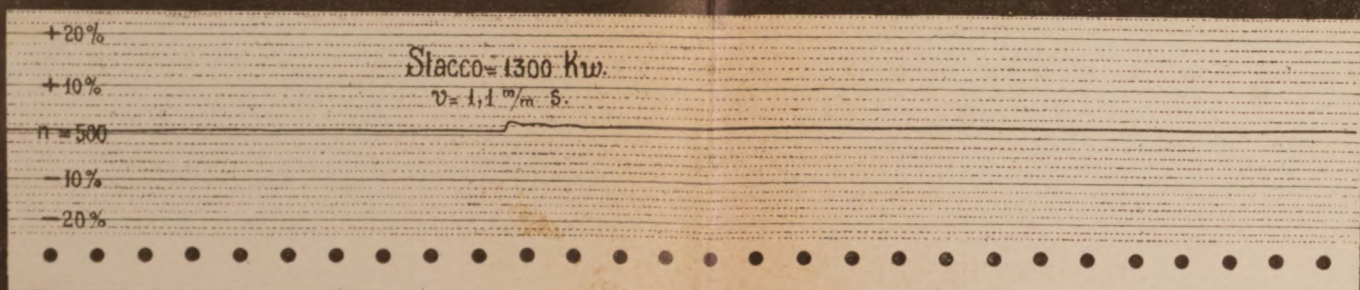 +20%
Stacco=1300 Kw.
+10%
v= 1,1 m/m s.
n=500
-10%
-20%